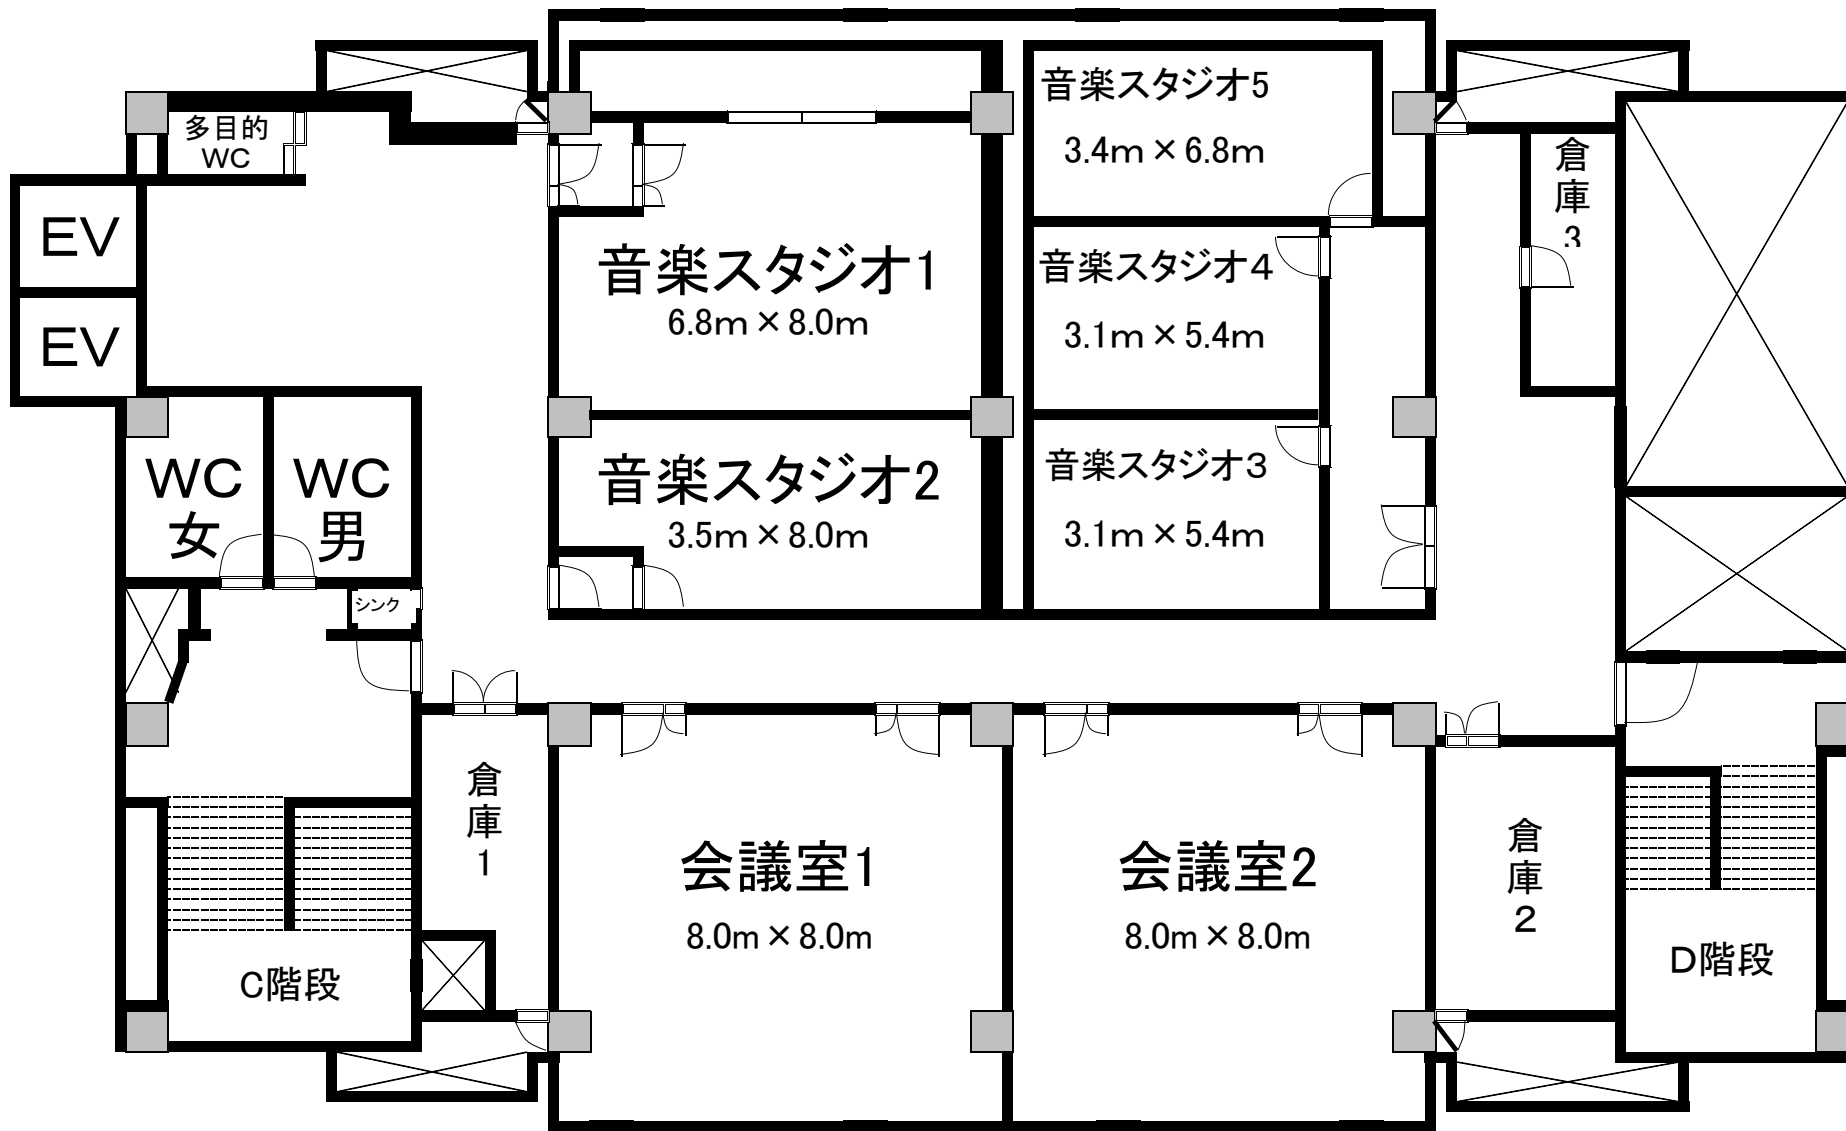 音楽スタジオ5
3.4ｍ×6.8ｍ
多目的
WC
倉
庫
3
EV
EV
音楽スタジオ1
6.8ｍ×8.0ｍ
音楽スタジオ4
3.1ｍ×5.4ｍ
WC
女
WC
男
音楽スタジオ2
3.5ｍ×8.0ｍ
音楽スタジオ3
3.1ｍ×5.4ｍ
シンク
倉
庫
1
会議室1
8.0m×8.0m
会議室2
8.0m×8.0m
倉
庫
2
C階段
D階段